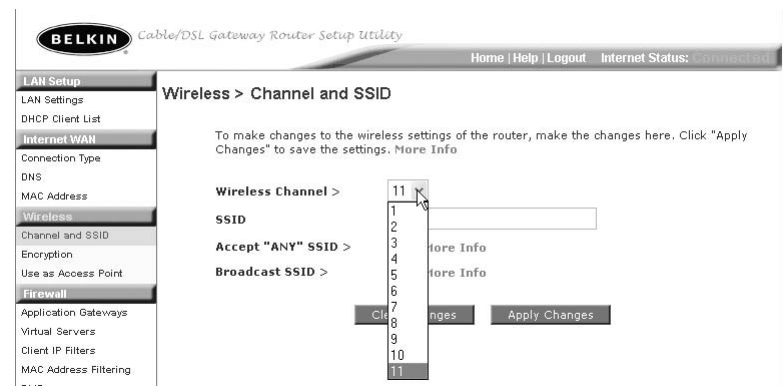 BELKIN Cable/DSL Gateway Router Setup Utility
Home | Help | Logout Internet Status: Connected
LAN Setup
LAN Settings
DHCP Client List
Internet WAN
Connection Type
DNS
MAC Address
Wireless
Channel and SSID
Encryption
Use as Access Point
Firewall
Application Gateways
Virtual Servers
Client IP Filters
MAC Address Filtering
Wireless > Channel and SSID
To make changes to the wireless settings of the router, make the changes here. Click "Apply
Changes" to save the settings. More Info
Wireless Channel > 11
SSID
Accept "ANY" SSID > More Info
Broadcast SSID > More Info
1
2
3
4
5
6
7
8
9
10
11
Apply Changes